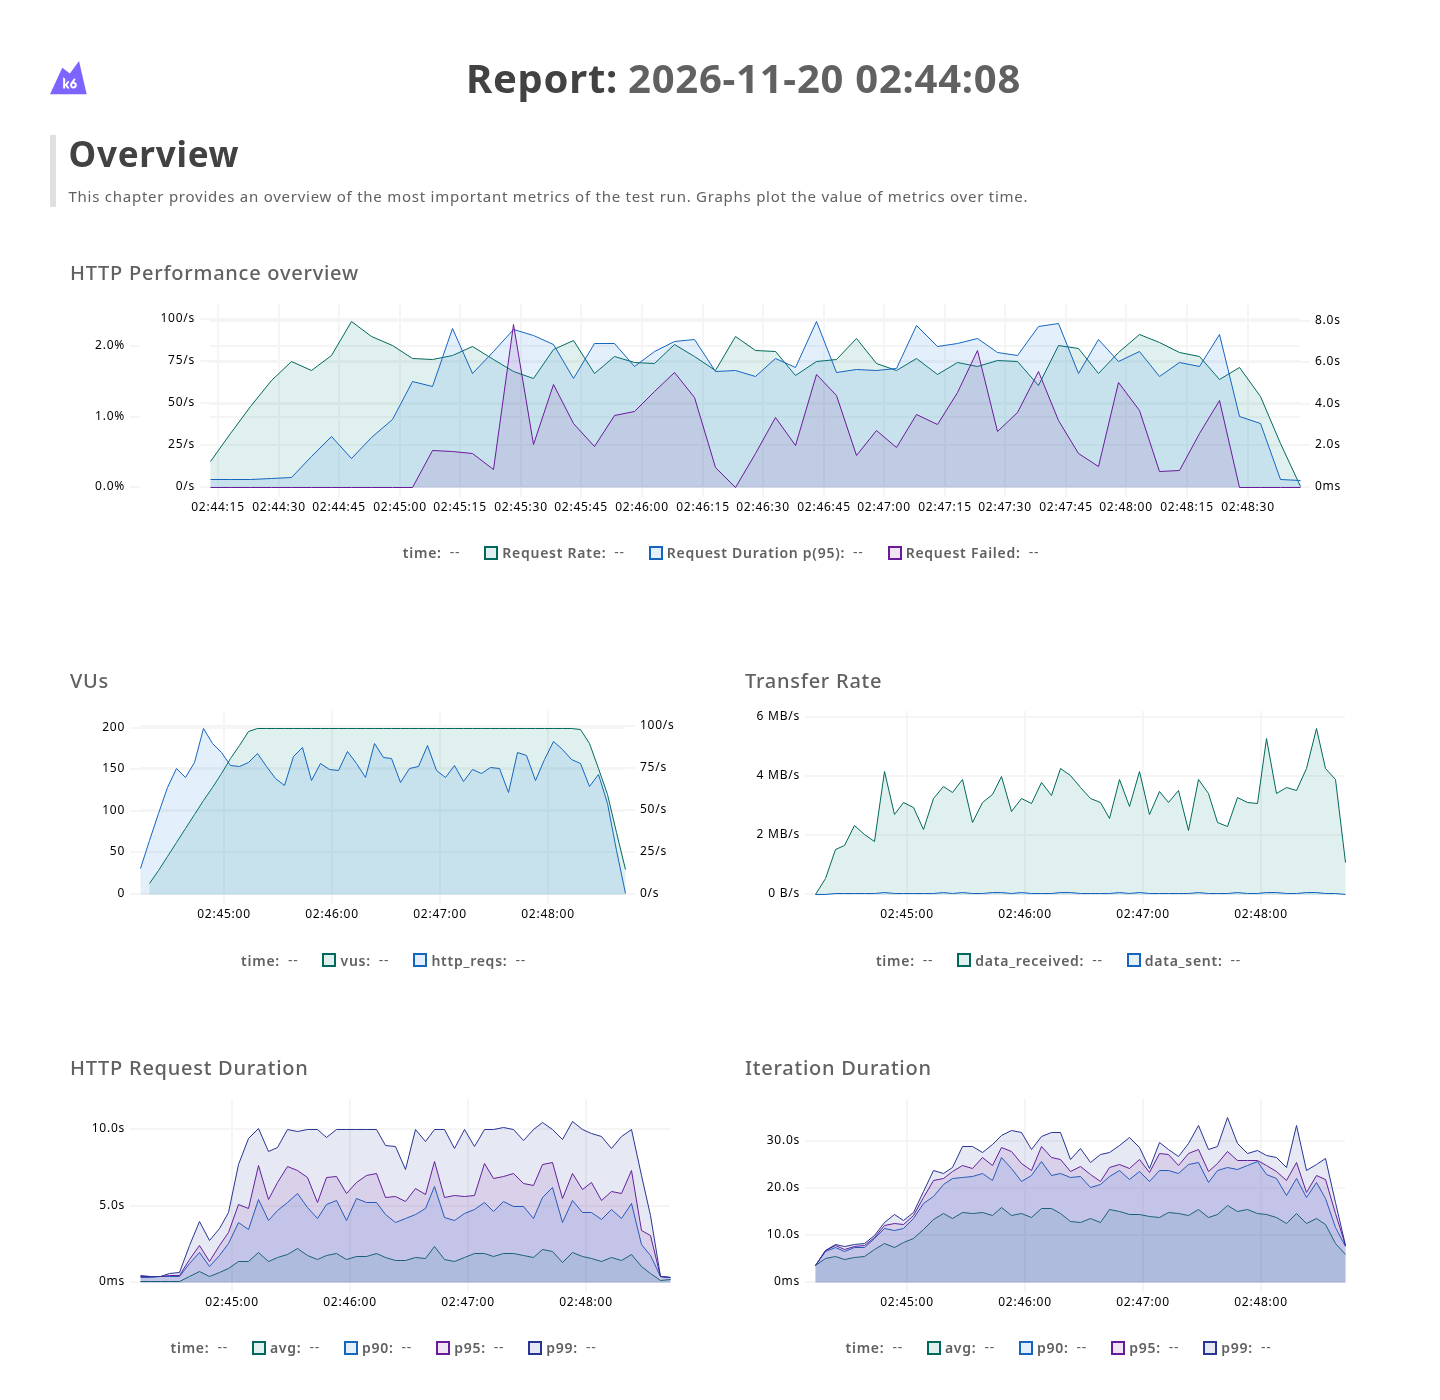 k6
Report: 2026-11-20 02:44:08
Overview
This chapter provides an overview of the most important metrics of the test run. Graphs plot the value of metrics over time.
HTTP Performance overview
100/s 8.0s
2.0% 75/s 6.0s
50/s 4.0s
1.0% 25/s 2.0s
0.0% 0/s 0ms
02:44:15 02:44:30 02:44:45 02:45:00 02:45:15 02:45:30 02:45:45 02:46:00 02:46:15 02:46:30 02:46:45 02:47:00 02:47:15 02:47:30 02:47:45 02:48:00 02:48:15 02:48:30
time: -- Request Rate: -- Request Duration p(95): -- Request Failed: --
VUs
200 100/s
150 75/s
100 50/s
50 25/s
0 0/s
02:45:00 02:46:00 02:47:00 02:48:00
time: -- vus: -- http_reqs: --
Transfer Rate
6 MB/s
4 MB/s
2 MB/s
0 B/s
02:45:00 02:46:00 02:47:00 02:48:00
time: -- data_received: -- data_sent: --
HTTP Request Duration
10.0s
5.0s
0ms
02:45:00 02:46:00 02:47:00 02:48:00
time: -- avg: -- p90: -- p95: -- p99: --
Iteration Duration
30.0s
20.0s
10.0s
0ms
02:45:00 02:46:00 02:47:00 02:48:00
time: -- avg: -- p90: -- p95: -- p99: --